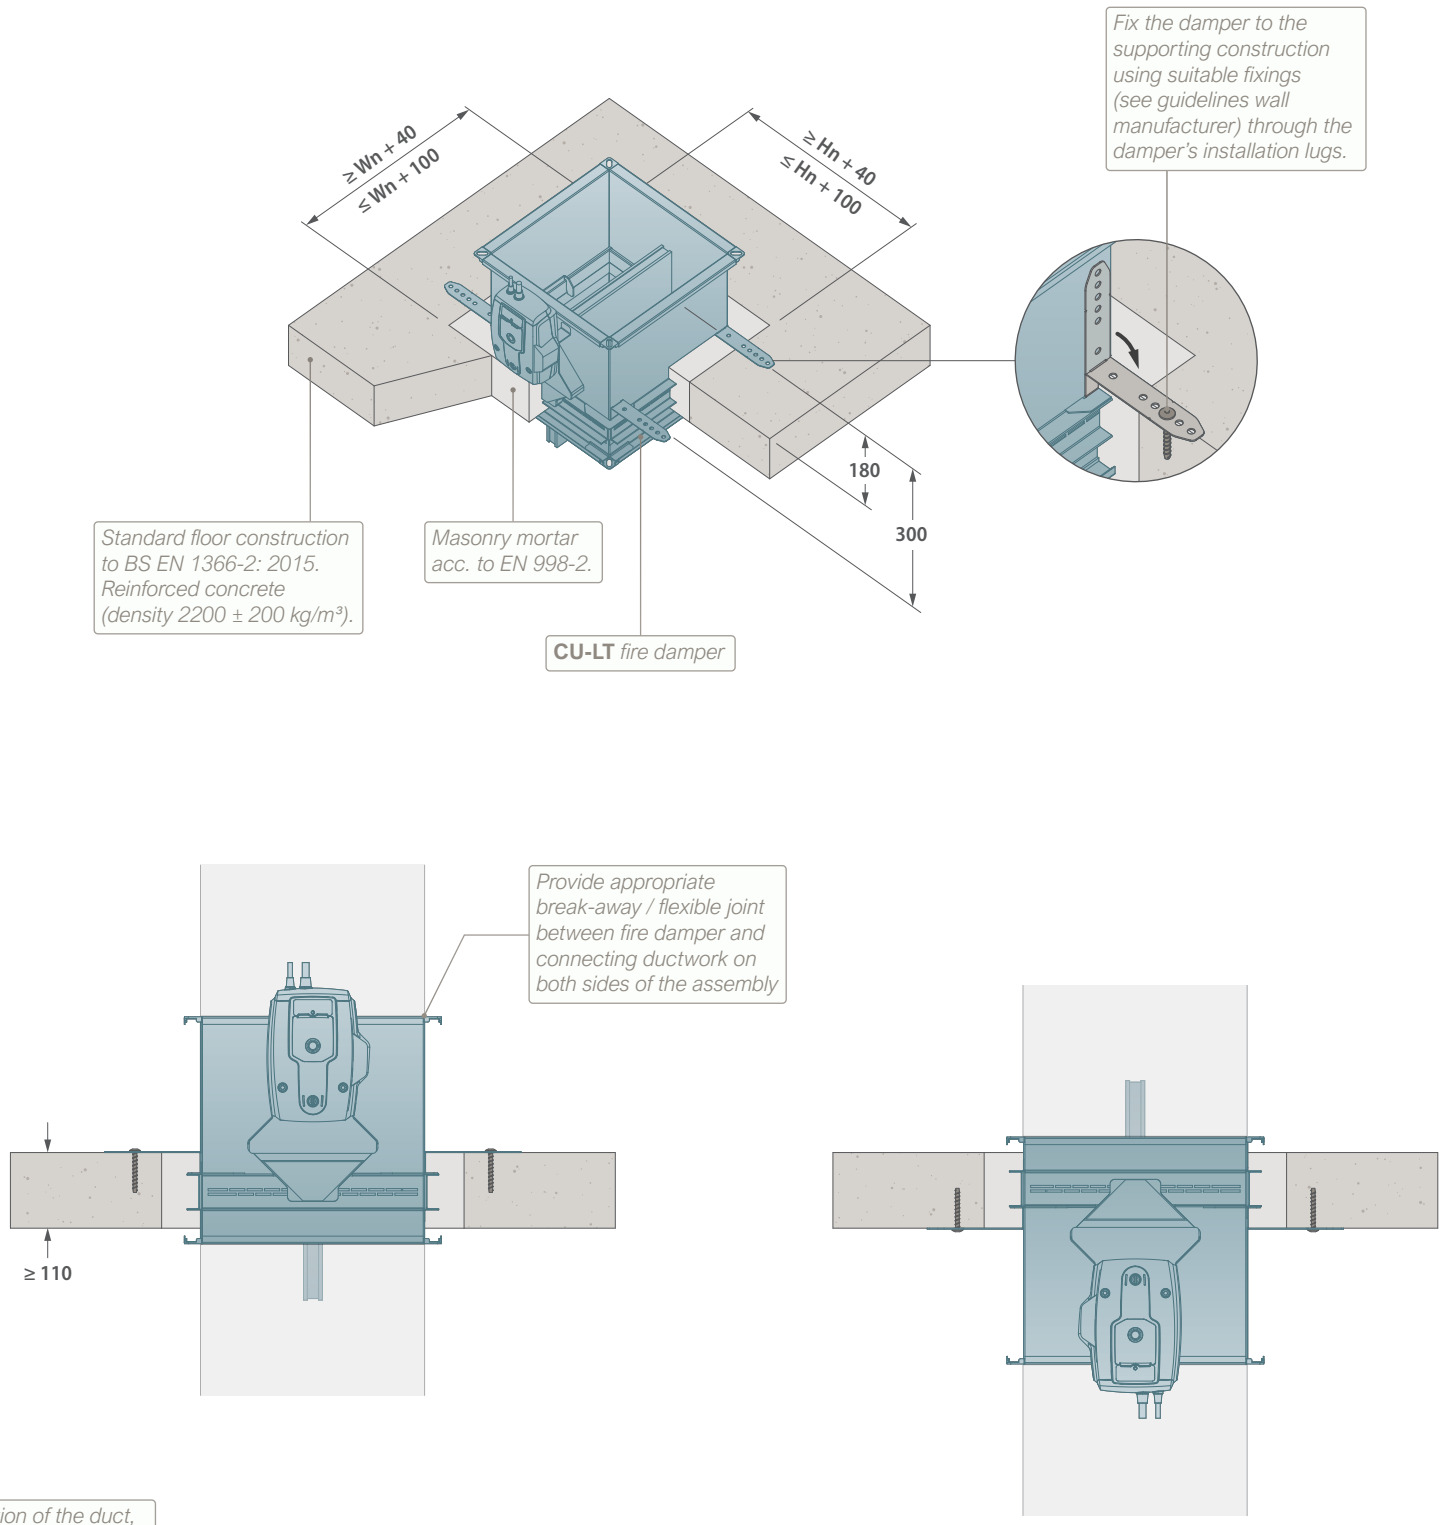 Fix the damper to the
supporting construction
using suitable fixings
(see guidelines wall
manufacturer) through the
damper's installation lugs.
≥ Wn + 40
≤ Wn + 100
≥ Hn + 40
≤ Hn + 100
180
300
Standard floor construction
to BS EN 1366-2: 2015.
Reinforced concrete
(density 2200 ± 200 kg/m³).
Masonry mortar
acc. to EN 998-2.
CU-LT fire damper
Provide appropriate
break-away / flexible joint
between fire damper and
connecting ductwork on
both sides of the assembly
≥ 110
ion of the duct,